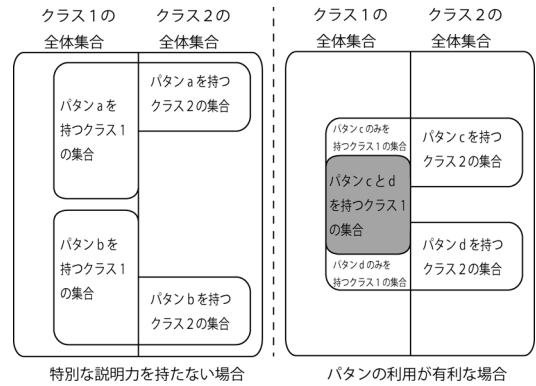 クラス１の
全体集合
クラス２の
全体集合
パタンaを
持つクラス１
の集合
パタンaを持つ
クラス２の集合
パタンbを
持つクラス１
の集合
パタンbを持つ
クラス２の集合
特別な説明力を持たない場合
クラス１の
全体集合
クラス２の
全体集合
パタンcのみを
持つクラス１の集合
パタンcとd
を持つクラス１
の集合
パタンdのみを
持つクラス１の集合
パタンcを持つ
クラス２の集合
パタンdを持つ
クラス２の集合
パタンの利用が有利な場合